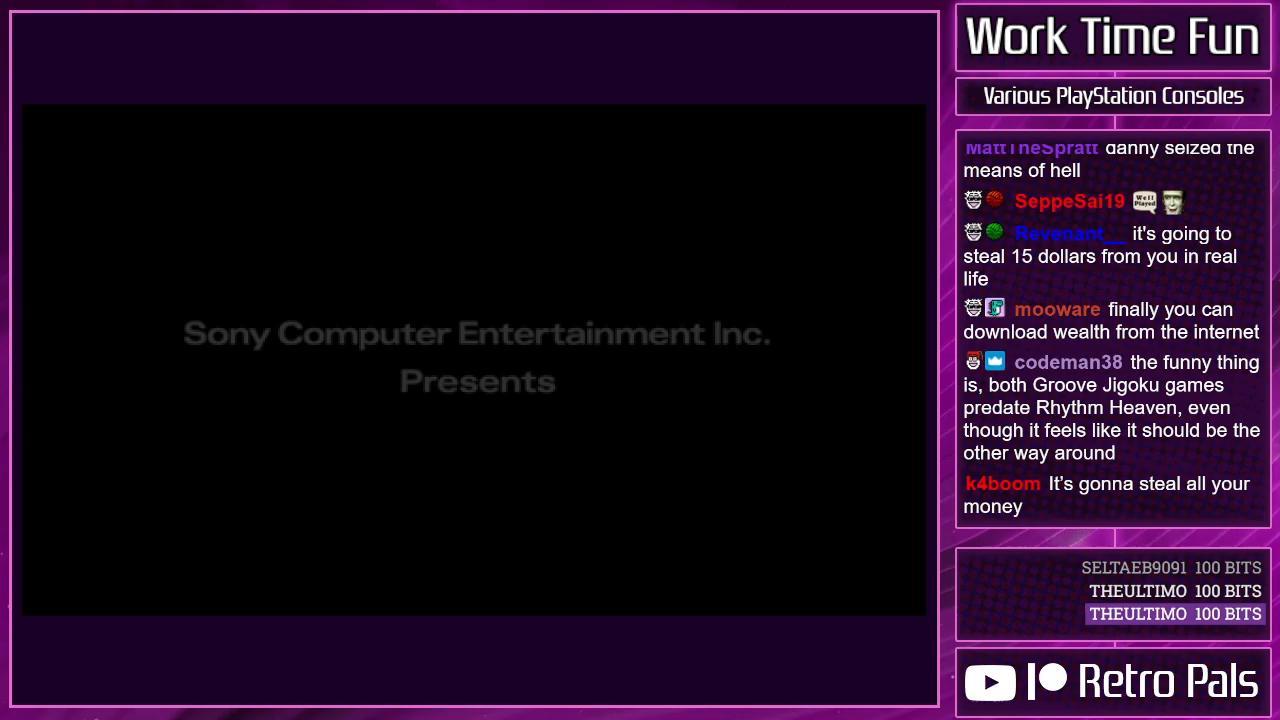 Work Time Fun
Various PlayStation Consoles
Sony Computer Entertainment Inc.
Presents
MattTheSpratt danny seized the
means of hell
SeppeSai19 Well Played
Revenant__ it's going to
steal 15 dollars from you in real
life
mooware finally you can
download wealth from the internet
codeman38 the funny thing
is, both Groove Jigoku games
predate Rhythm Heaven, even
though it feels like it should be the
other way around
k4boom It’s gonna steal all your
money
SELTAEB9091 100 BITS
THEULTIMO 100 BITS
THEULTIMO 100 BITS
Retro Pals